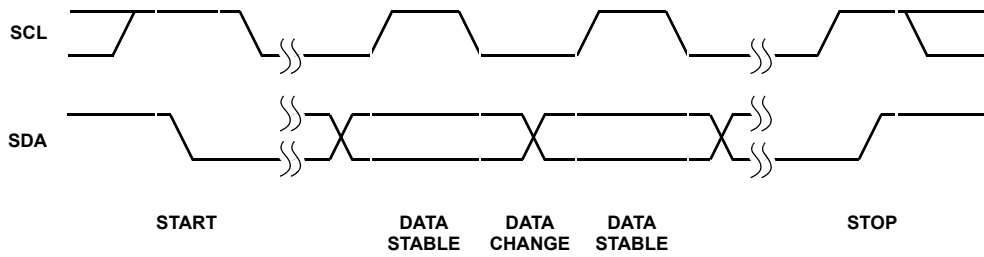 SCL
SDA
START
DATA STABLE
DATA CHANGE
DATA STABLE
STOP